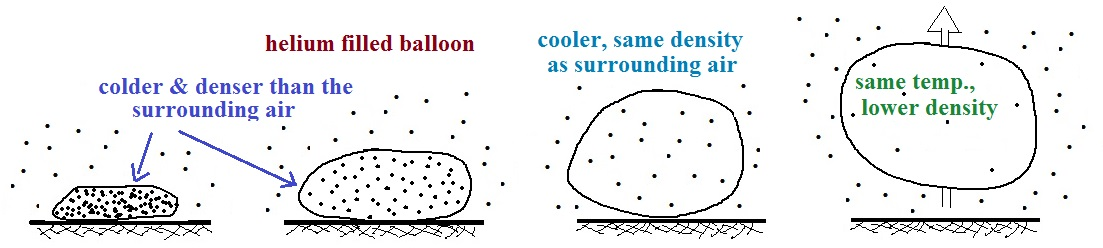 helium filled balloon
colder & denser than the
surrounding air
cooler, same density
as surrounding air
same temp.,
lower density